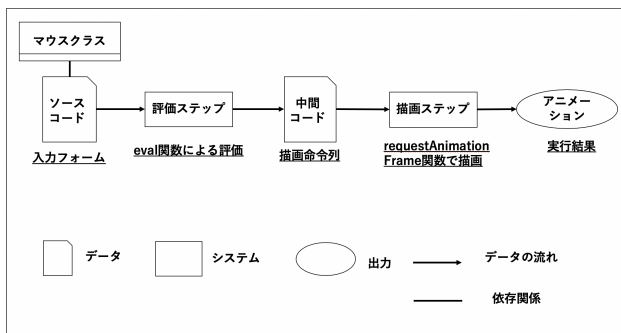 マウスクラス
ソース
コード
評価ステップ
中間
コード
描画ステップ
アニメー
ション
入力フォーム
eval関数による評価
描画命令列
requestAnimation
Frame関数で描画
実行結果
データ
システム
出力
データの流れ
依存関係